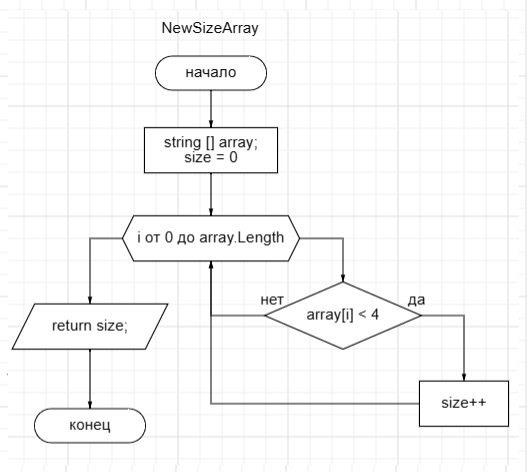 NewSizeArray
начало
string [] array;
size = 0
i от 0 до array.Length
нет
да
array[i] < 4
return size;
size++
конец